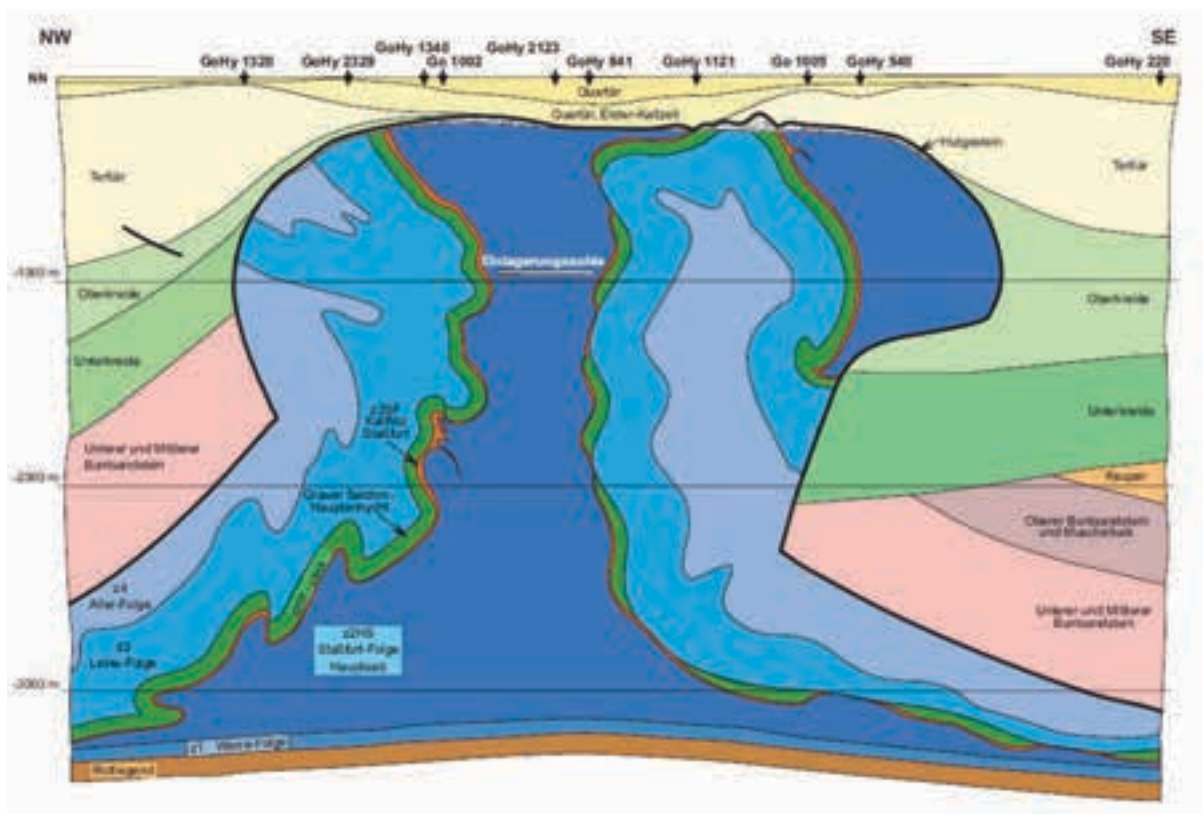 NW
SE
GoHy 1340
GoHy 2123
GoHy 1320
GoHy 2329
Go 1002
GoHy 841
GoHy 1121
Go 1005
GoHy 540
GoHy 220
NN
Quartär
Quartär, Elster-Kaltzeit
Hutgestein
Tertiär
Tertiär
Einlagerungssohle
-1000 m
Oberkreide
Oberkreide
Unterkreide
Unterkreide
z2SF
Kaliflöz
Staßfurt
Unterer und Mittlerer
Buntsandstein
-2000 m
Keuper
Grauer Salzton-
Hauptanhydrit
Oberer Buntsandstein
und Muschelkalk
z4
Aller-Folge
Unterer und Mittlerer
Buntsandstein
z3
Leine-Folge
z2HS
Staßfurt-Folge
Hauptsalz
-3000 m
z1 Werra-Folge
Rotliegend